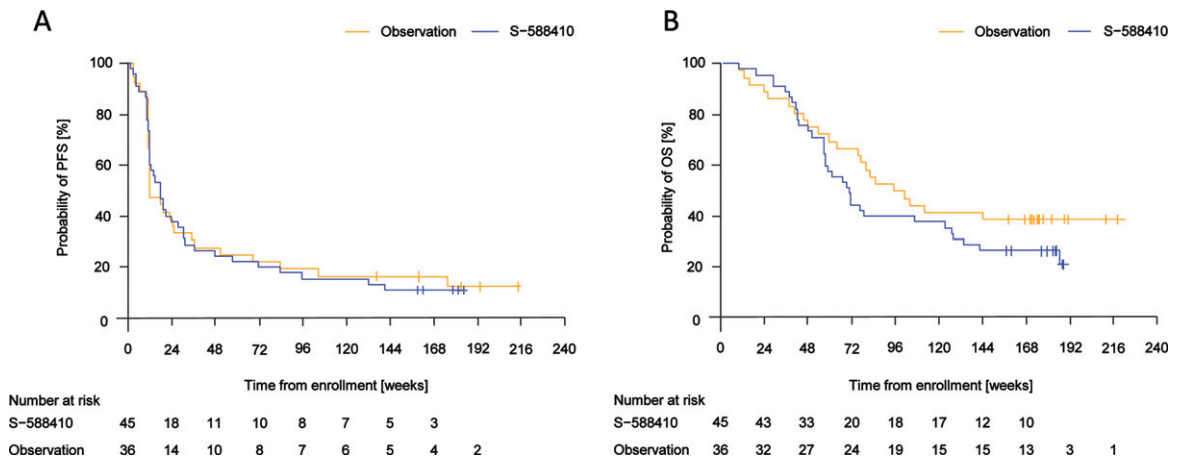 A
Observation S−588410
Probability of PFS [%]
100
80
60
40
20
0
0 24 48 72 96 120 144 168 192 216 240
Time from enrollment [weeks]
Number at risk
S−588410 45 18 11 10 8 7 5 3
Observation 36 14 10 8 7 6 5 4 2
B
Observation S−588410
Probability of OS [%]
100
80
60
40
20
0
0 24 48 72 96 120 144 168 192 216 240
Time from enrollment [weeks]
Number at risk
S−588410 45 43 33 20 18 17 12 10
Observation 36 32 27 24 19 15 15 13 3 1